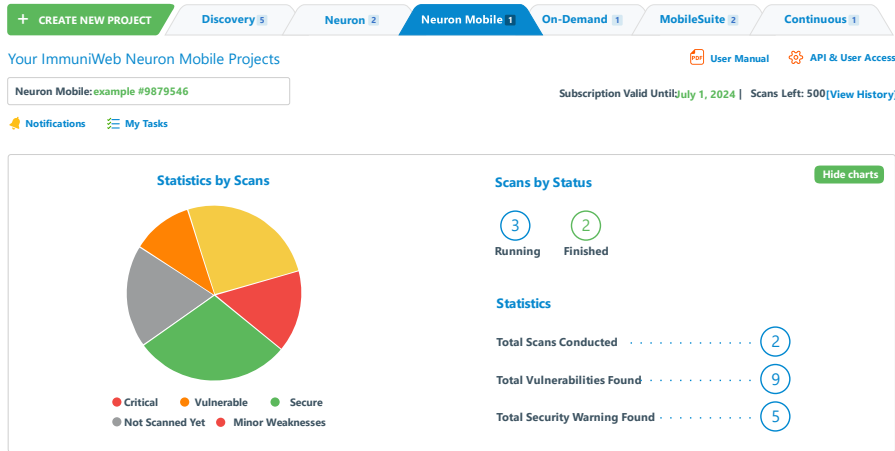 + CREATE NEW PROJECT
Discovery 5
Neuron 2
Neuron Mobile 1
On-Demand 1
MobileSuite 2
Continuous 1
Your ImmuniWeb Neuron Mobile Projects
PDF User Manual
API & User Access
Neuron Mobile: example #9879546
Subscription Valid Until: July 1, 2024 | Scans Left: 500 [View History]
Notifications
My Tasks
Hide charts
Statistics by Scans
Critical
Vulnerable
Secure
Not Scanned Yet
Minor Weaknesses
Scans by Status
3
Running
2
Finished
Statistics
Total Scans Conducted 2
Total Vulnerabilities Found 9
Total Security Warning Found 5